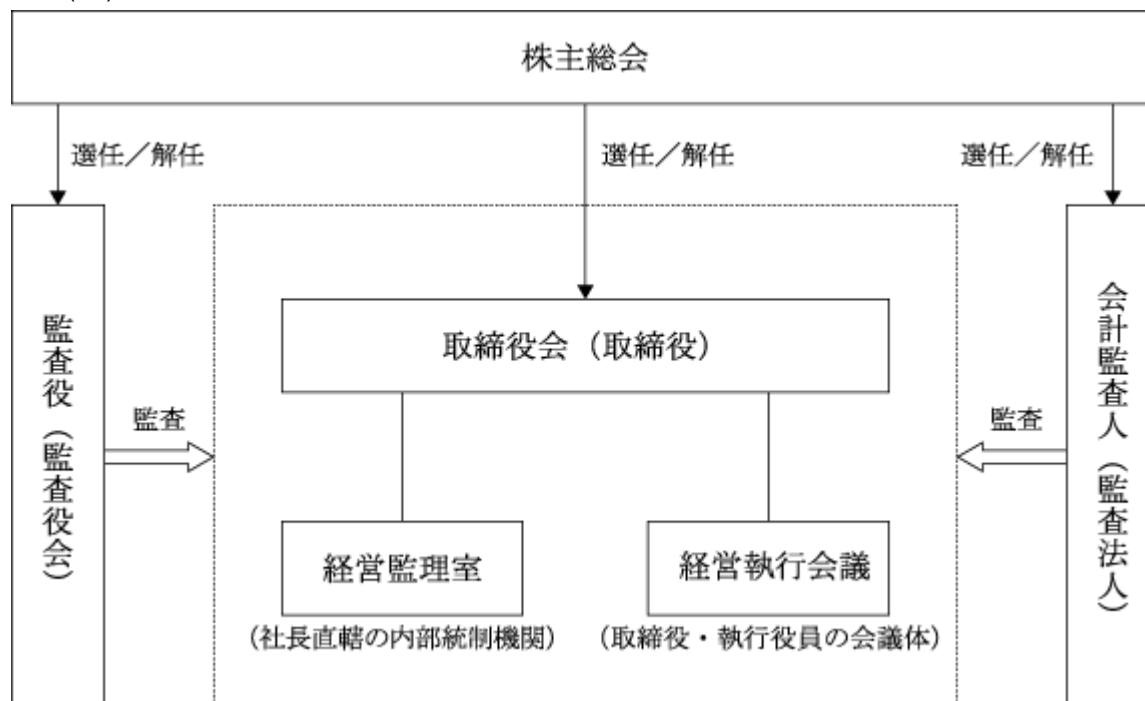 株主総会
選任／解任
選任／解任
選任／解任
監査役（監査役会）
監査
取締役会（取締役）
監査
会計監査人（監査法人）
経営監理室
経営執行会議
（社長直轄の内部統制機関）
（取締役・執行役員の会議体）